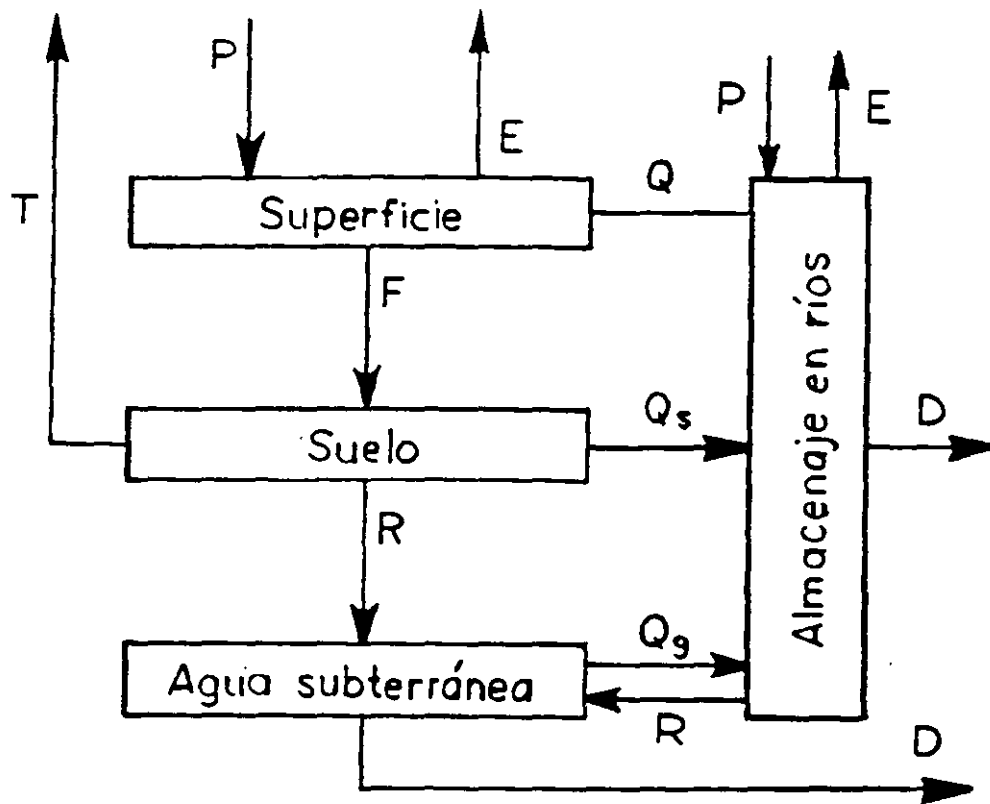 P
E
P
E
T
Superficie
Q
F
Suelo
Qs
D
R
Almacenaje en ríos
Agua subterránea
Qg
R
D